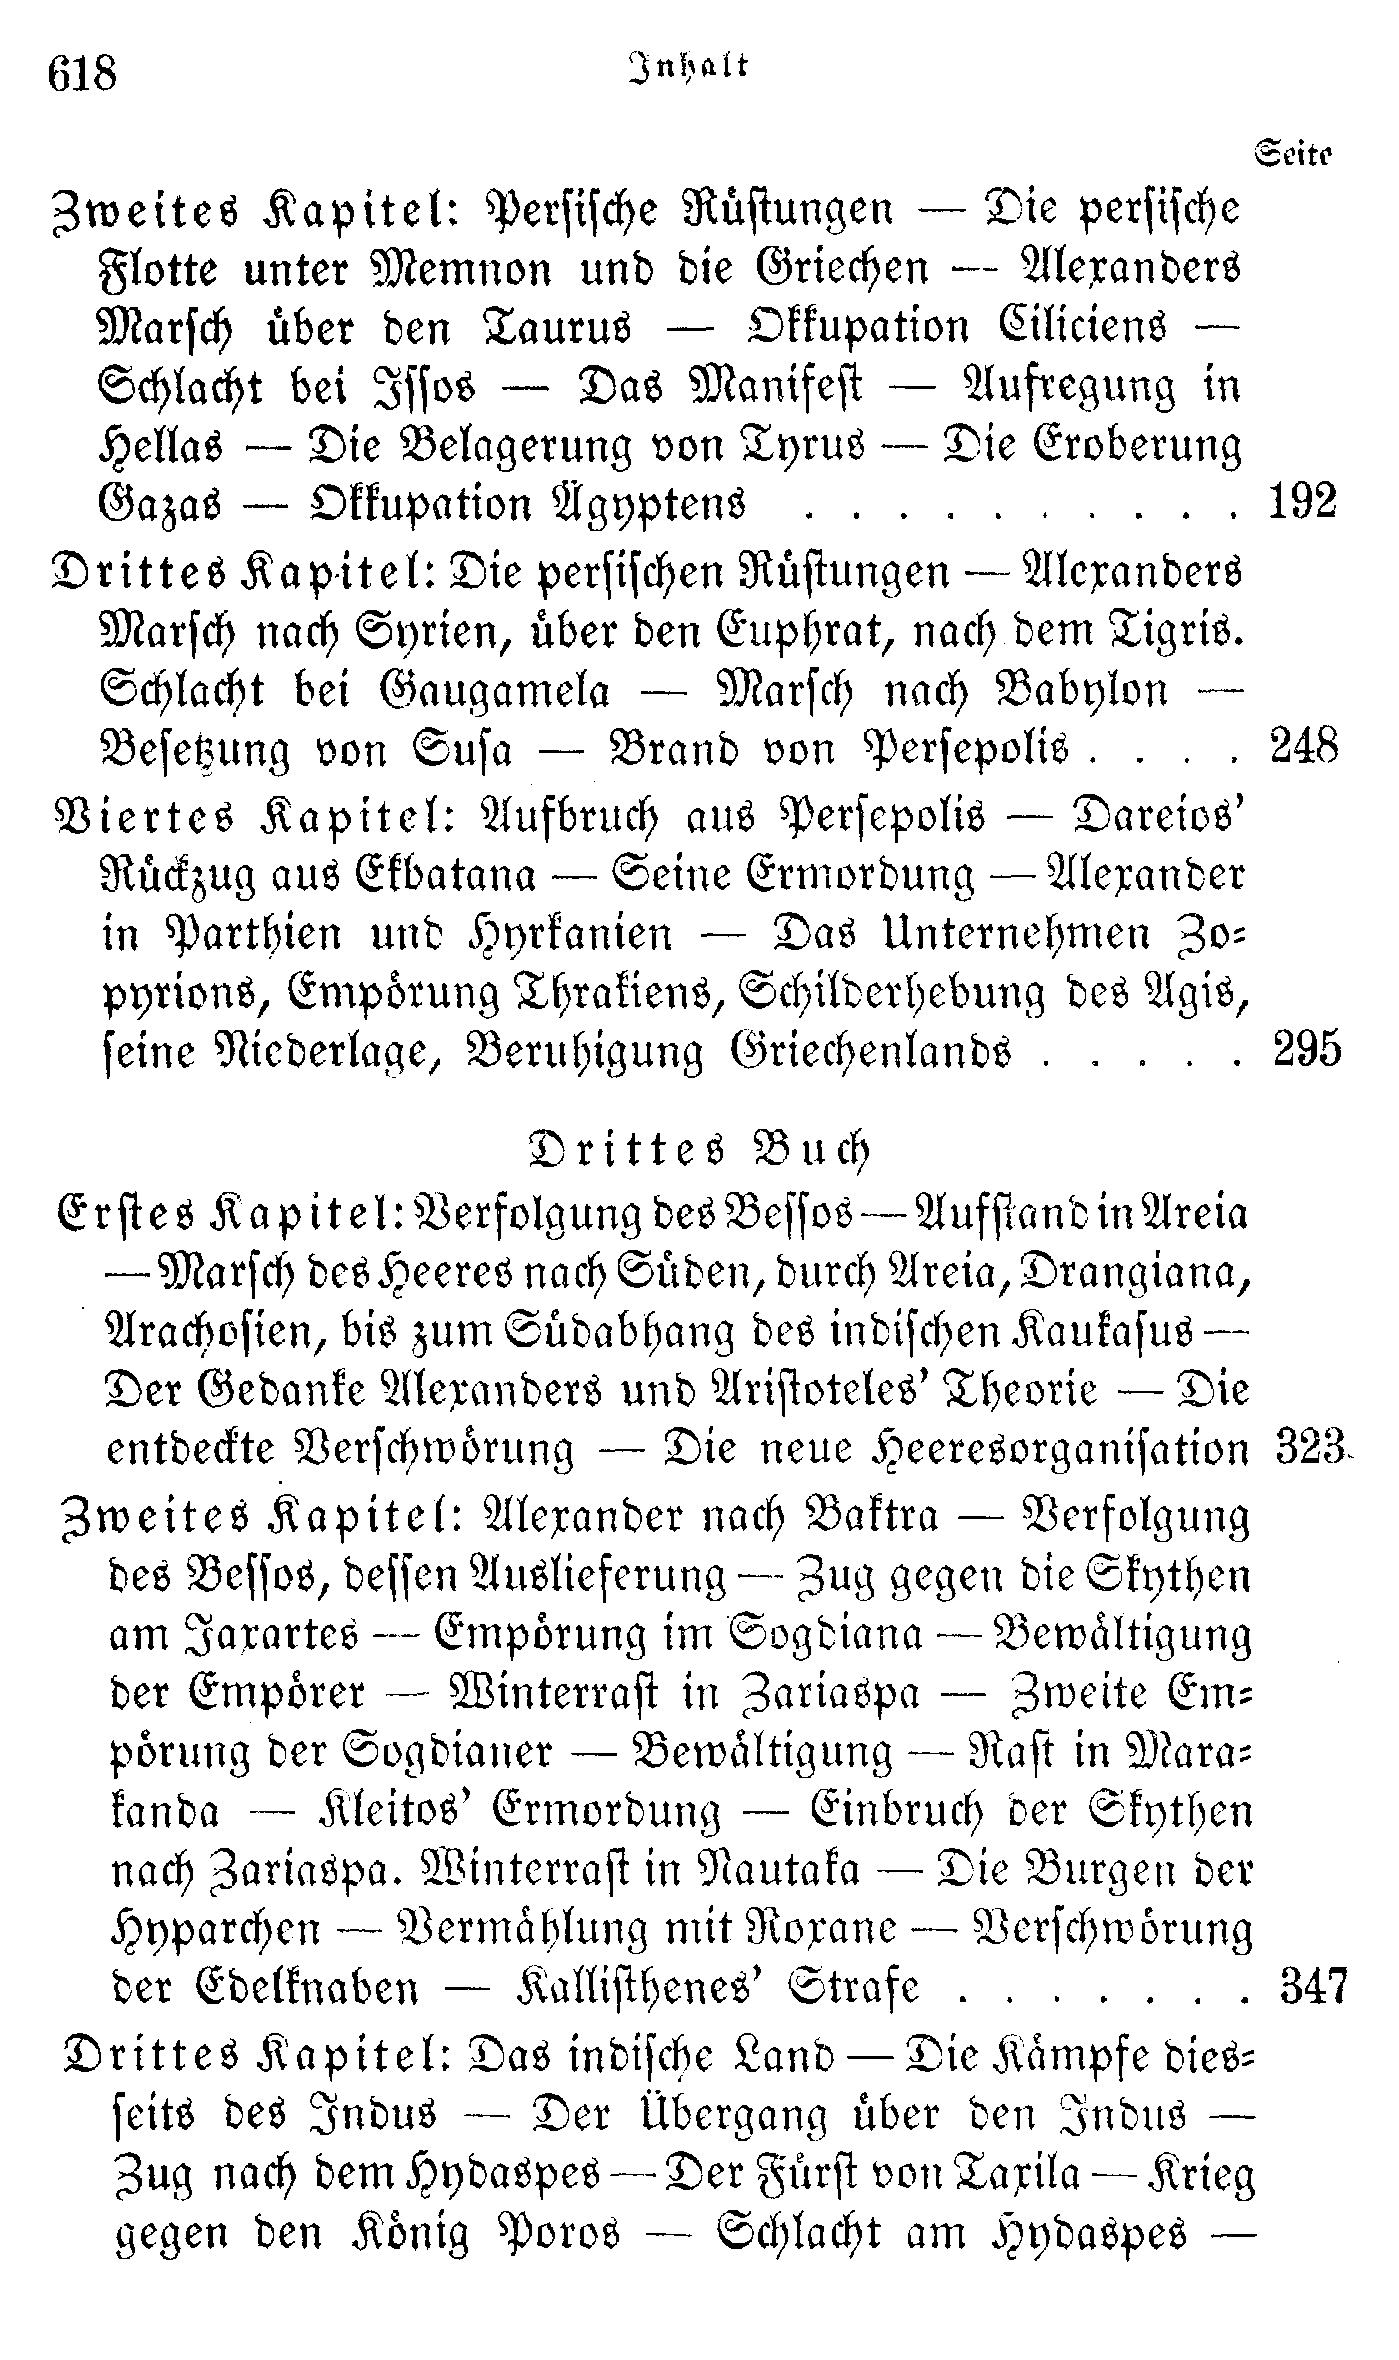 618 Inhalt
Seite
Zweites Kapitel: Persische Rüstungen — Die persische
Flotte unter Memnon und die Griechen — Alexanders
Marsch über den Taurus — Okkupation Ciliciens —
Schlacht bei Issos — Das Manifest — Aufregung in
Hellas — Die Belagerung von Tyrus — Die Eroberung
Gazas — Okkupation Ägyptens . . . . . . . . . . 192
Drittes Kapitel: Die persischen Rüstungen — Alexanders
Marsch nach Syrien, über den Euphrat, nach dem Tigris.
Schlacht bei Gaugamela — Marsch nach Babylon —
Besetzung von Susa — Brand von Persepolis . . . . 248
Viertes Kapitel: Aufbruch aus Persepolis — Dareios’
Rückzug aus Ekbatana — Seine Ermordung — Alexander
in Parthien und Hyrkanien — Das Unternehmen Zo-
pyrions, Empörung Thrakiens, Schilderhebung des Agis,
seine Niederlage, Beruhigung Griechenlands . . . . . 295
Drittes Buch
Erstes Kapitel: Verfolgung des Bessos — Aufstand in Areia
— Marsch des Heeres nach Süden, durch Areia, Drangiana,
Arachosien, bis zum Südabhang des indischen Kaukasus —
Der Gedanke Alexanders und Aristoteles’ Theorie — Die
entdeckte Verschwörung — Die neue Heeresorganisation 323
Zweites Kapitel: Alexander nach Baktra — Verfolgung
des Bessos, dessen Auslieferung — Zug gegen die Skythen
am Jaxartes — Empörung im Sogdiana — Bewältigung
der Empörer — Winterrast in Zariaspa — Zweite Em-
pörung der Sogdianer — Bewältigung — Rast in Mara-
kanda — Kleitos’ Ermordung — Einbruch der Skythen
nach Zariaspa. Winterrast in Nautaka — Die Burgen der
Hyparchen — Vermählung mit Roxane — Verschwörung
der Edelknaben — Kallisthenes’ Strafe . . . . . . . 347
Drittes Kapitel: Das indische Land — Die Kämpfe dies-
seits des Indus — Der Übergang über den Indus —
Zug nach dem Hydaspes — Der Fürst von Taxila — Krieg
gegen den König Poros — Schlacht am Hydaspes —